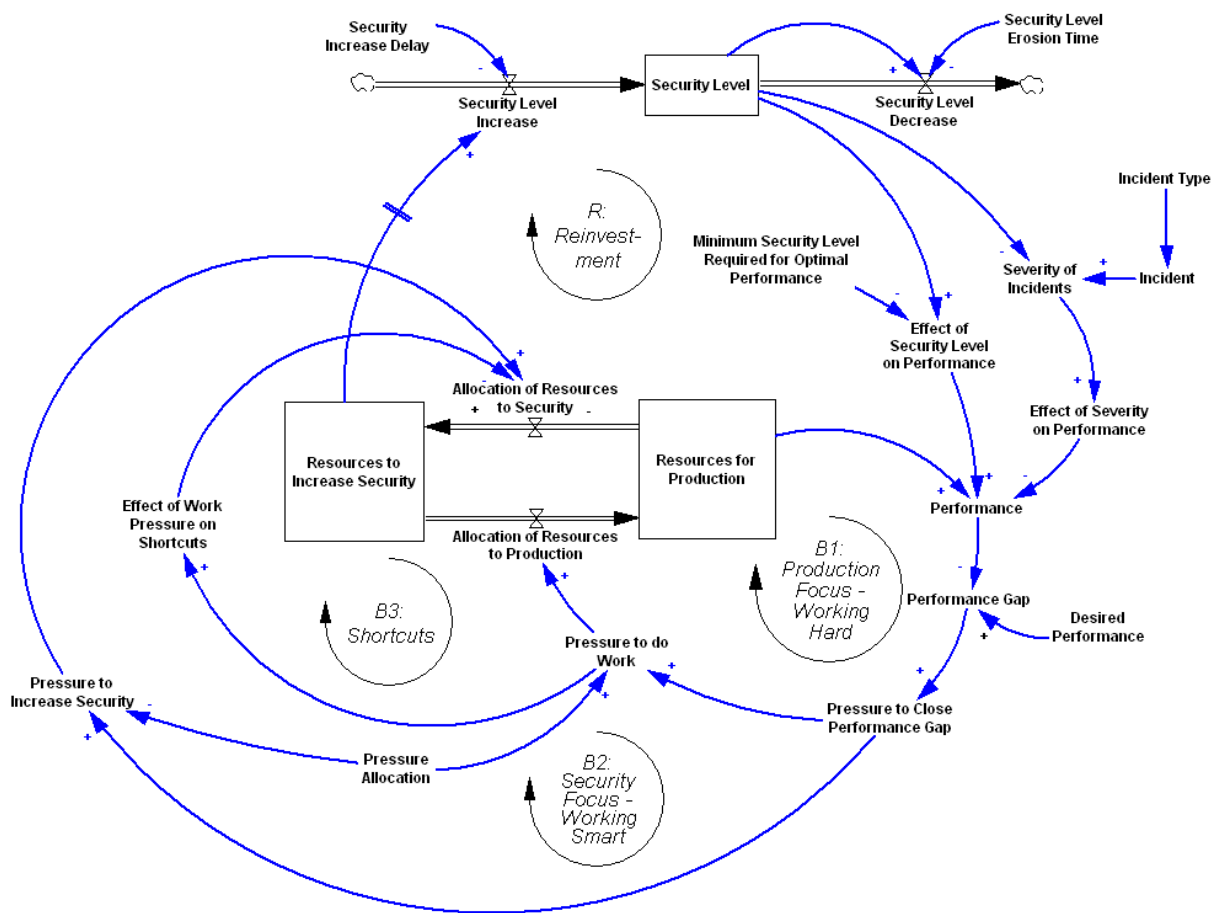 Security
Increase Delay
Security Level
Increase
Security Level
Security Level
Erosion Time
Security Level
Decrease
R:
Reinvest-
ment
Incident Type
Minimum Security Level
Required for Optimal
Performance
Severity of
Incidents
Incident
Effect of
Security Level
on Performance
Allocation of Resources
to Security
Effect of Severity
on Performance
Resources to
Increase Security
Resources for
Production
Effect of Work
Pressure on
Shortcuts
Allocation of Resources
to Production
Performance
B1:
Production
Focus -
Working
Hard
B3:
Shortcuts
Performance Gap
Desired
Performance
Pressure to do
Work
Pressure to
Increase Security
Pressure to Close
Performance Gap
Pressure
Allocation
B2:
Security
Focus -
Working
Smart